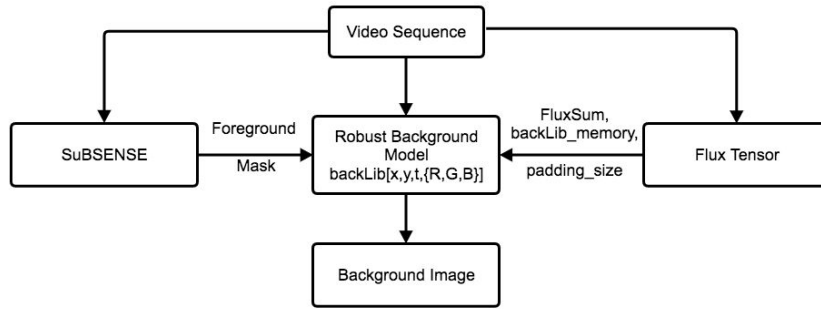 Video Sequence
SuBSENSE
Foreground
Mask
Robust Background
Model
backLib[x,y,t,{R,G,B}]
FluxSum,
backLib_memory,
padding_size
Flux Tensor
Background Image